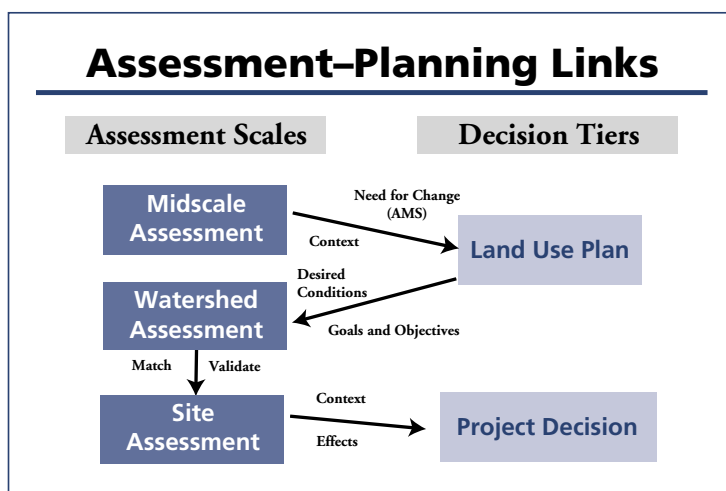 Assessment–Planning Links
Assessment Scales
Decision Tiers
Midscale
Assessment
Need for Change
(AMS)
Context
Land Use Plan
Desired
Conditions
Watershed
Assessment
Goals and Objectives
Match
Validate
Site
Assessment
Context
Effects
Project Decision